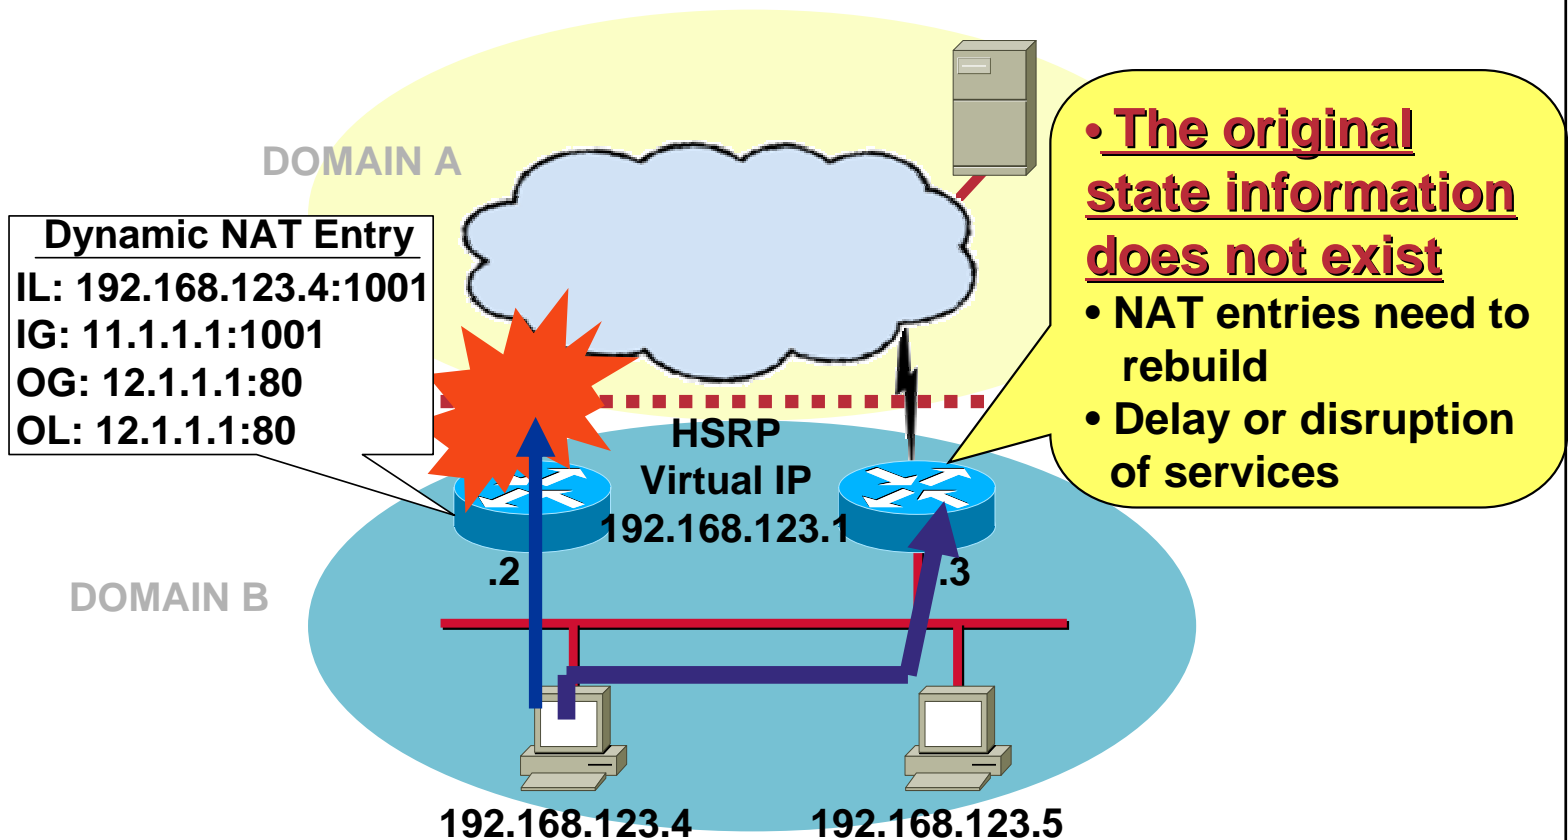 DOMAIN A
Dynamic NAT Entry
IL: 192.168.123.4:1001
IG: 11.1.1.1:1001
OG: 12.1.1.1:80
OL: 12.1.1.1:80
• The original
state information
does not exist
• NAT entries need to
rebuild
• Delay or disruption
of services
HSRP
Virtual IP
192.168.123.1
.2
.3
DOMAIN B
192.168.123.4
192.168.123.5